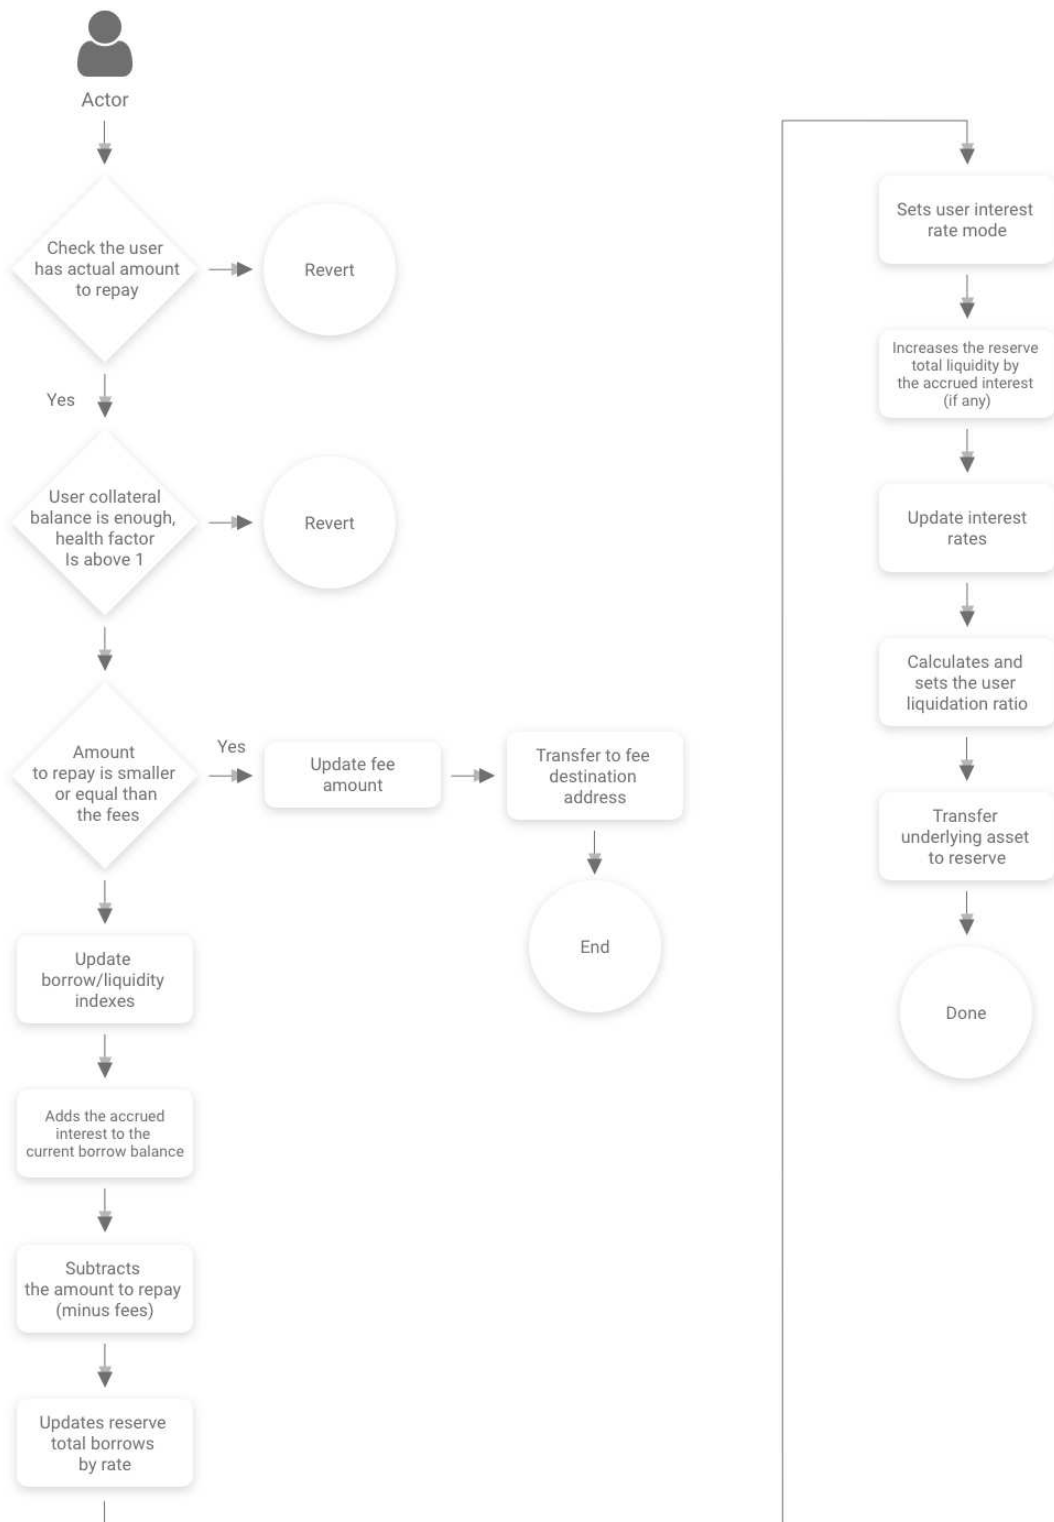 Actor
Check the user
has actual amount
to repay
Revert
Yes
User collateral
balance is enough,
health factor
Is above 1
Revert
Amount
to repay is smaller
or equal than
the fees
Yes
Update fee
amount
Transfer to fee
destination
address
End
Update
borrow/liquidity
indexes
Adds the accrued
interest to the
current borrow balance
Subtracts
the amount to repay
(minus fees)
Updates reserve
total borrows
by rate
Sets user interest
rate mode
Increases the reserve
total liquidity by
the accrued interest
(if any)
Update interest
rates
Calculates and
sets the user
liquidation ratio
Transfer
underlying asset
to reserve
Done